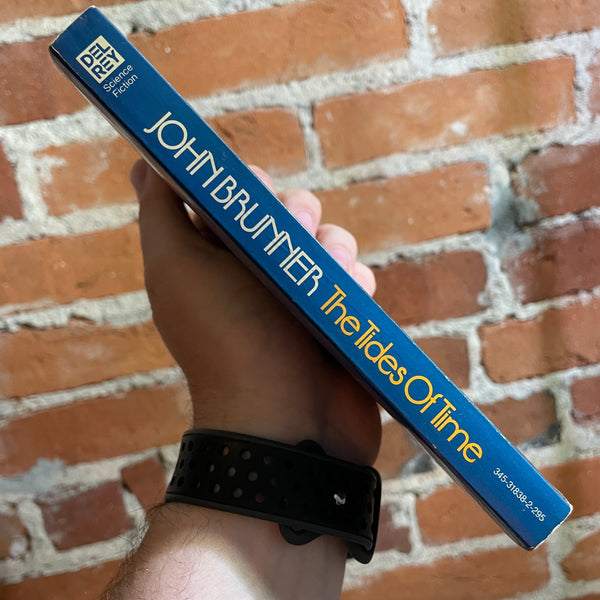 DEL REY
Science
Fiction
JOHN BRUNNER The Tides Of Time 345-31838-2-295